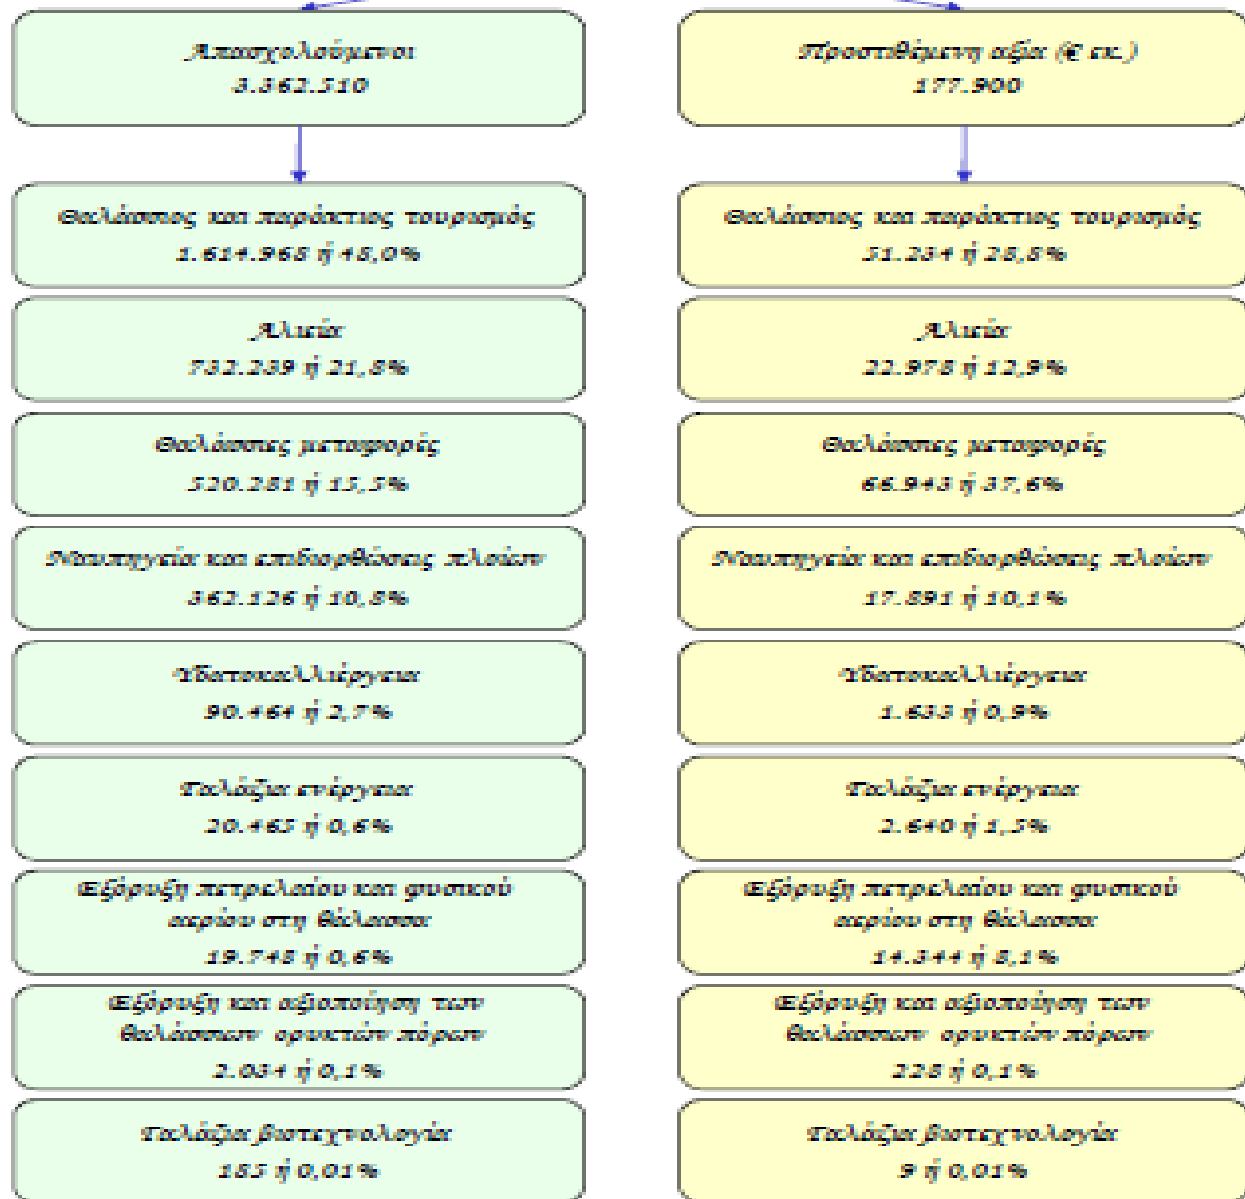 Απασχολούμενοι
3.362.510
Θαλάσσιος και παράκτιος τουρισμός
1.614.968 ή 48,0%
Αλιεία
732.239 ή 21,8%
Θαλάσσιες μεταφορές
520.281 ή 15,5%
Ναυπηγεία και επιδιορθώσεις πλοίων
362.126 ή 10,8%
Υδατοκαλλιέργεια
90.464 ή 2,7%
Γαλάζια ενέργεια
20.465 ή 0,6%
Εξόρυξη πετρελαίου και φυσικού
αερίου στη θάλασσα
19.748 ή 0,6%
Εξόρυξη και αξιοποίηση των
θαλάσσιων ορυκτών πόρων
2.034 ή 0,1%
Γαλάζια βιοτεχνολογία
185 ή 0,01%
Προστιθέμενη αξία (€ εκ.)
177.900
Θαλάσσιος και παράκτιος τουρισμός
51.234 ή 28,8%
Αλιεία
22.978 ή 12,9%
Θαλάσσιες μεταφορές
66.943 ή 37,6%
Ναυπηγεία και επιδιορθώσεις πλοίων
17.891 ή 10,1%
Υδατοκαλλιέργεια
1.633 ή 0,9%
Γαλάζια ενέργεια
2.640 ή 1,5%
Εξόρυξη πετρελαίου και φυσικού
αερίου στη θάλασσα
14.344 ή 8,1%
Εξόρυξη και αξιοποίηση των
θαλάσσιων ορυκτών πόρων
228 ή 0,1%
Γαλάζια βιοτεχνολογία
9 ή 0,01%